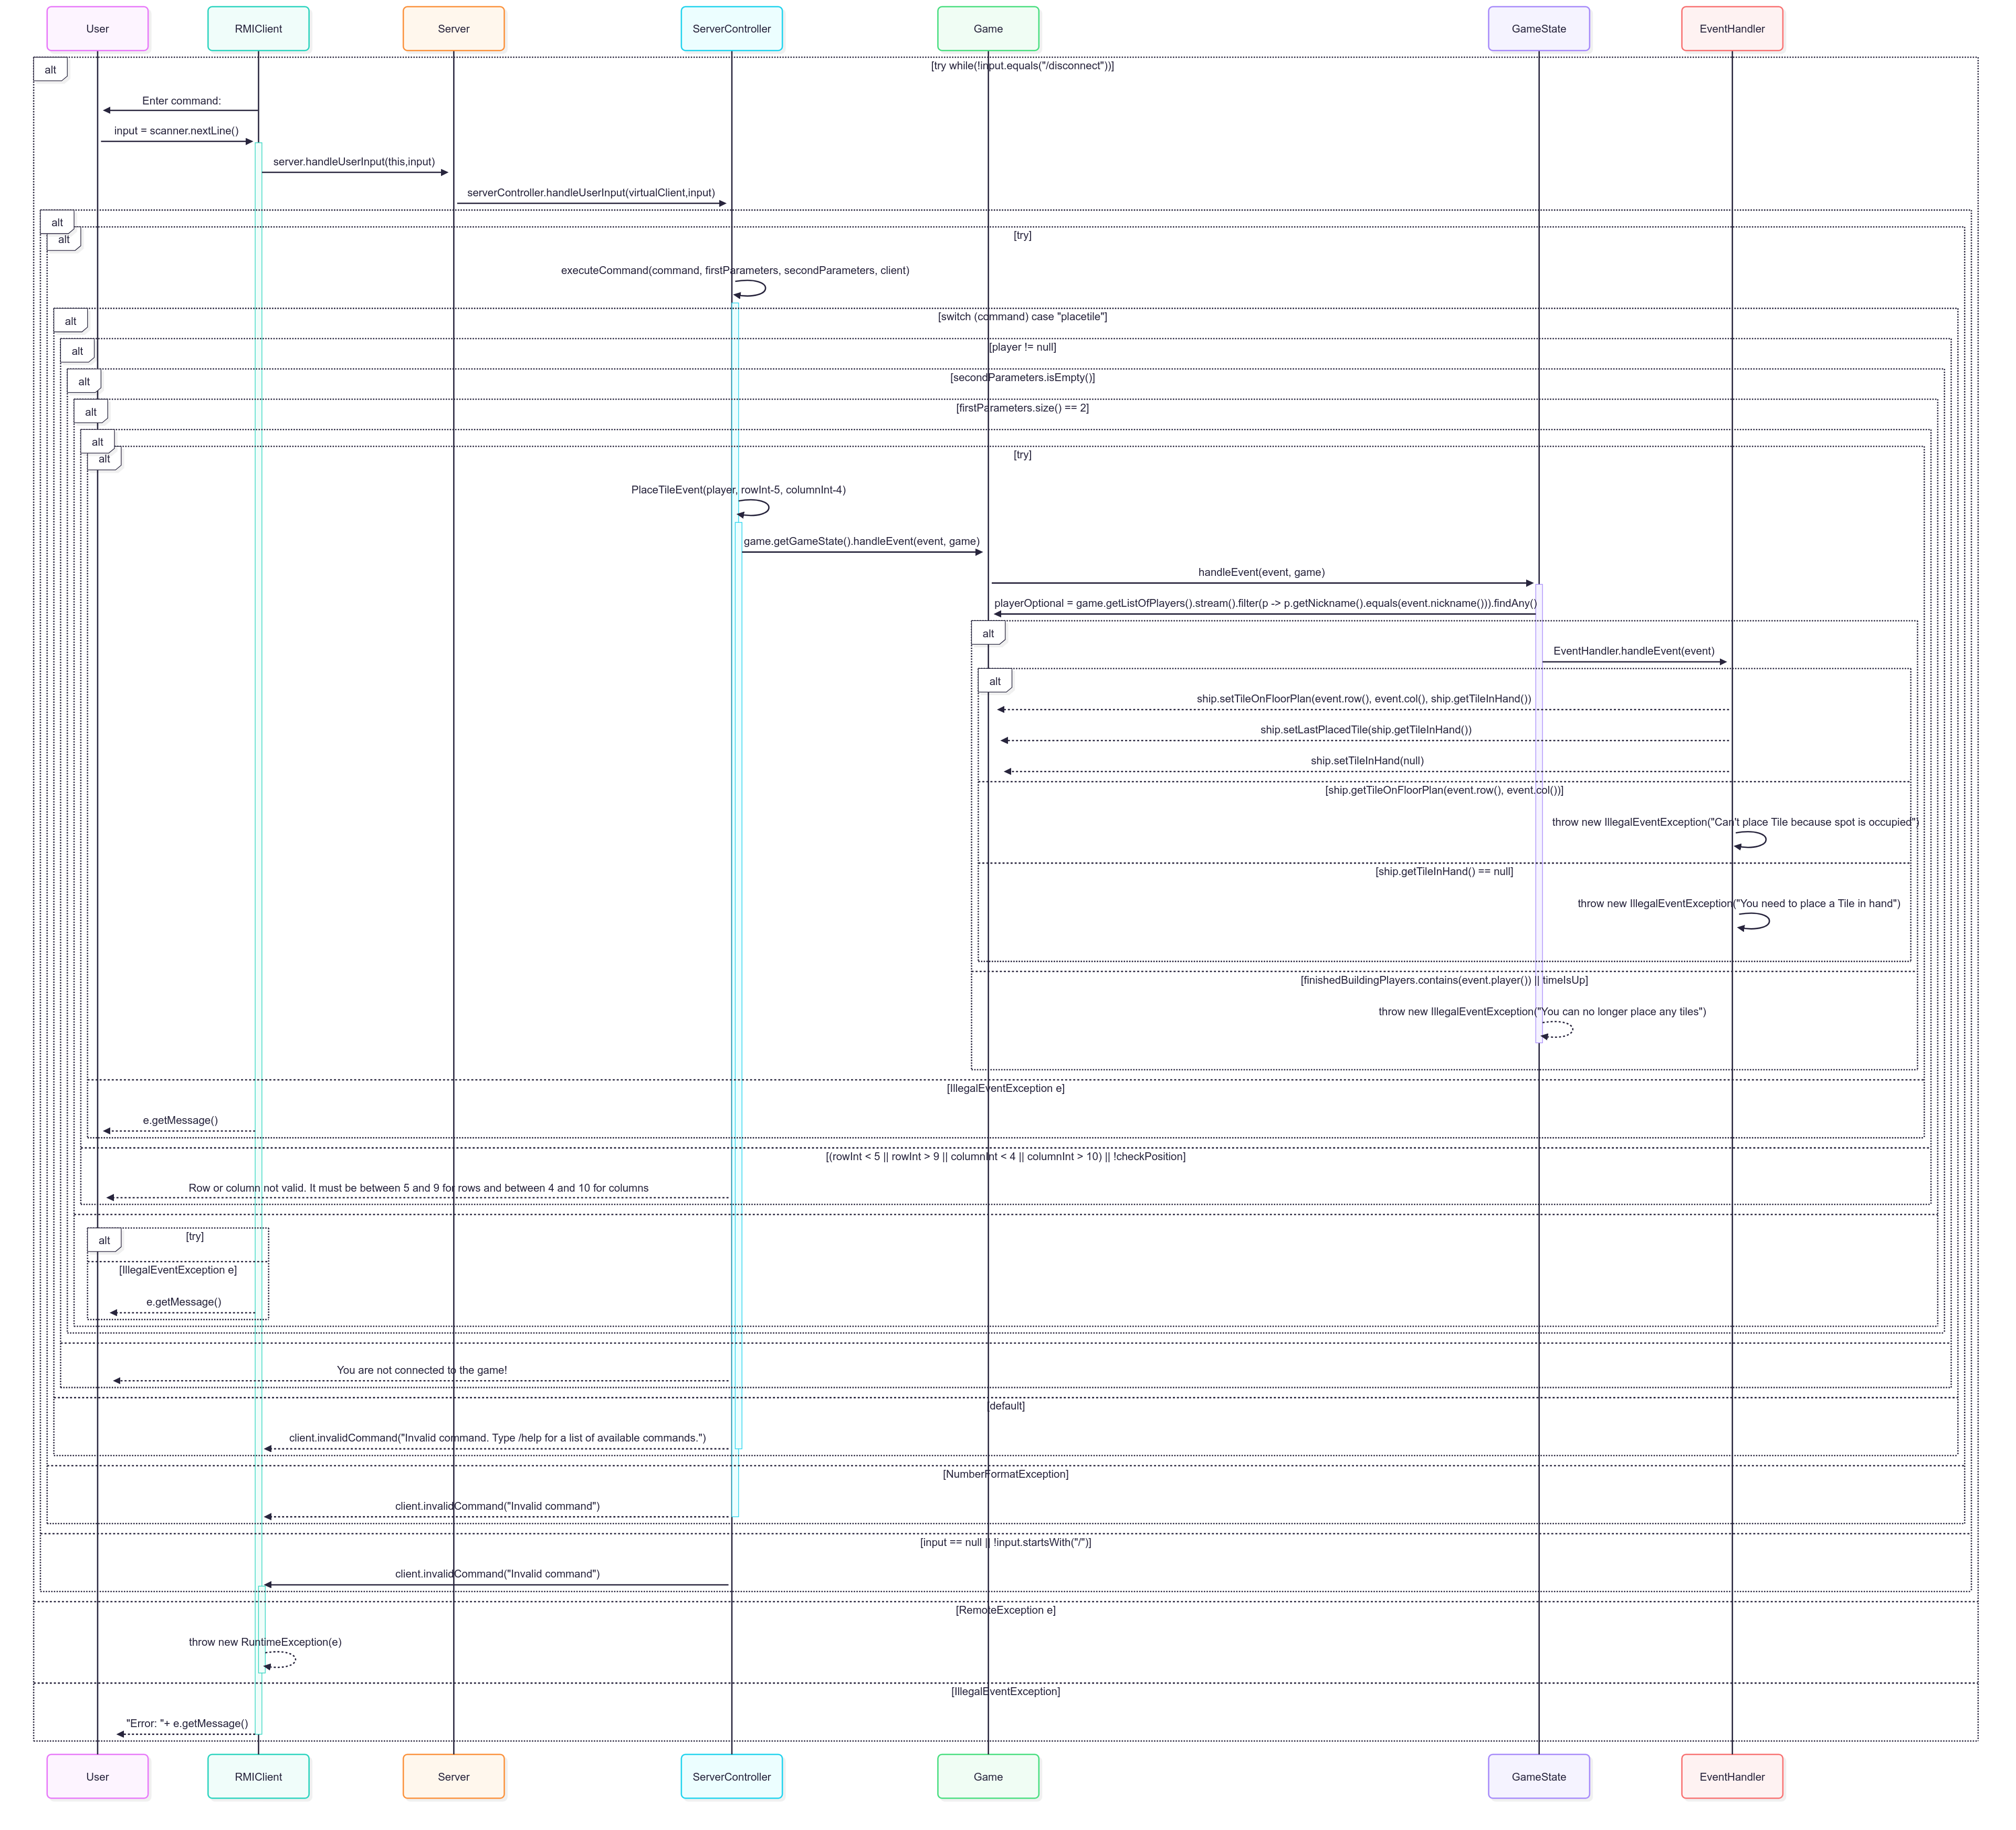 User
RMIClient
Server
ServerController
Game
GameState
EventHandler
alt
[try while(!input.equals("/disconnect"))]
Enter command:
input = scanner.nextLine()
server.handleUserInput(this,input)
serverController.handleUserInput(virtualClient,input)
alt
alt
[try]
executeCommand(command, firstParameters, secondParameters, client)
alt
[switch (command) case "placetile"]
alt
[player != null]
alt
[secondParameters.isEmpty()]
alt
[firstParameters.size() == 2]
alt
alt
[try]
PlaceTileEvent(player, rowInt-5, columnInt-4)
game.getGameState().handleEvent(event, game)
handleEvent(event, game)
playerOptional = game.getListOfPlayers().stream().filter(p -> p.getNickname().equals(event.nickname())).findAny()
alt
EventHandler.handleEvent(event)
alt
ship.setTileOnFloorPlan(event.row(), event.col(), ship.getTileInHand())
ship.setLastPlacedTile(ship.getTileInHand())
ship.setTileInHand(null)
[ship.getTileOnFloorPlan(event.row(), event.col())]
throw new IllegalEventException("Can't place Tile because spot is occupied")
[ship.getTileInHand() == null]
throw new IllegalEventException("You need to place a Tile in hand")
[finishedBuildingPlayers.contains(event.player()) || timeIsUp]
throw new IllegalEventException("You can no longer place any tiles")
[IllegalEventException e]
e.getMessage()
[(rowInt < 5 || rowInt > 9 || columnInt < 4 || columnInt > 10) || !checkPosition]
Row or column not valid. It must be between 5 and 9 for rows and between 4 and 10 for columns
alt
[try]
[IllegalEventException e]
e.getMessage()
You are not connected to the game!
[default]
client.invalidCommand("Invalid command. Type /help for a list of available commands.")
[NumberFormatException]
client.invalidCommand("Invalid command")
[input == null || !input.startsWith("/")]
client.invalidCommand("Invalid command")
[RemoteException e]
throw new RuntimeException(e)
[IllegalEventException]
"Error: "+ e.getMessage()
User
RMIClient
Server
ServerController
Game
GameState
EventHandler